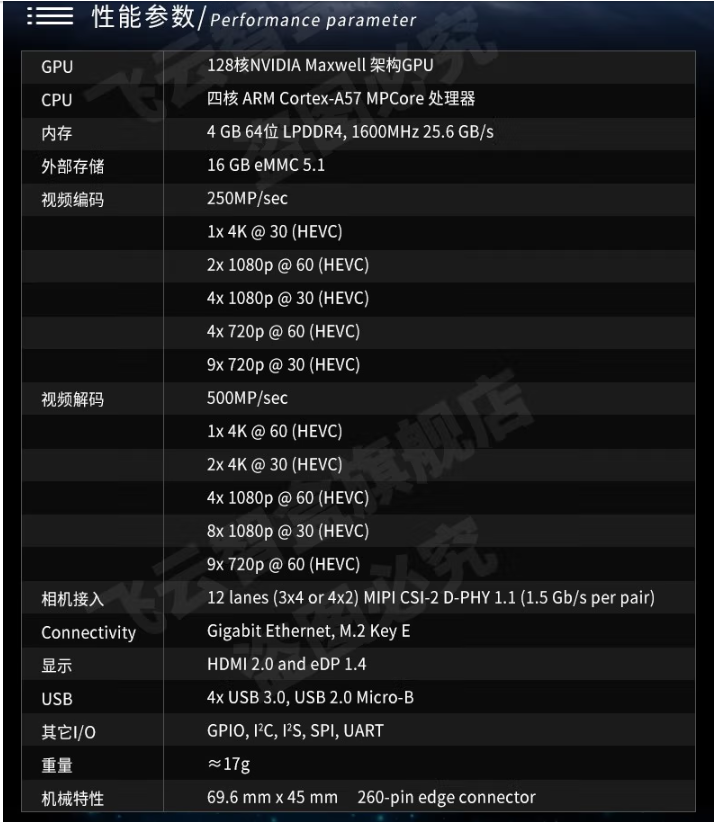 性能参数/Performance parameter
GPU 128核NVIDIA Maxwell 架构GPU
CPU 四核 ARM Cortex-A57 MPCore 处理器
内存 4 GB 64位 LPDDR4, 1600MHz 25.6 GB/s
外部存储 16 GB eMMC 5.1
视频编码 250MP/sec
1x 4K @ 30 (HEVC)
2x 1080p @ 60 (HEVC)
4x 1080p @ 30 (HEVC)
4x 720p @ 60 (HEVC)
9x 720p @ 30 (HEVC)
视频解码 500MP/sec
1x 4K @ 60 (HEVC)
2x 4K @ 30 (HEVC)
4x 1080p @ 60 (HEVC)
8x 1080p @ 30 (HEVC)
9x 720p @ 60 (HEVC)
相机接入 12 lanes (3x4 or 4x2) MIPI CSI-2 D-PHY 1.1 (1.5 Gb/s per pair)
Connectivity Gigabit Ethernet, M.2 Key E
显示 HDMI 2.0 and eDP 1.4
USB 4x USB 3.0, USB 2.0 Micro-B
其它I/O GPIO, I²C, I²S, SPI, UART
重量 ≈17g
机械特性 69.6 mm x 45 mm 260-pin edge connector
飞云智盒旗舰店
盗图必究